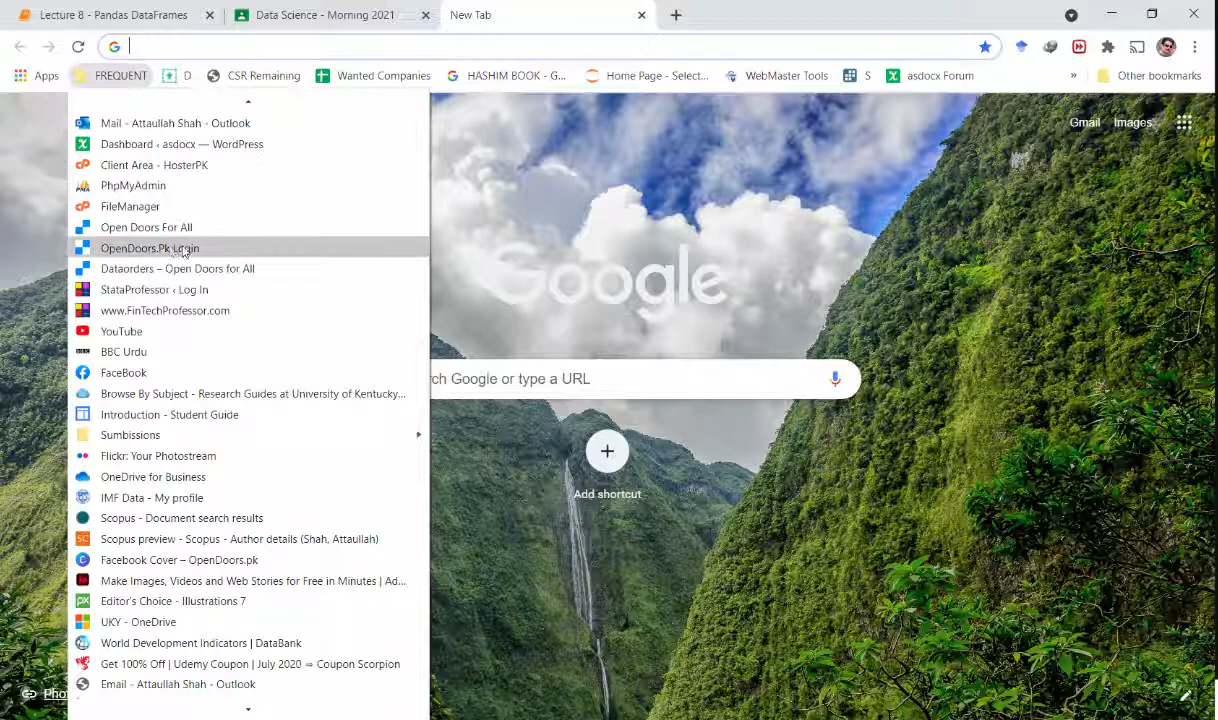 Lecture 8 - Pandas DataFrames
Data Science - Morning 2021
New Tab
Apps
FREQUENT
D
CSR Remaining
Wanted Companies
HASHIM BOOK - G...
Home Page - Select...
WebMaster Tools
S
asdocx Forum
»
Other bookmarks
Gmail
Images
Mail - Attaullah Shah - Outlook
Dashboard ‹ asdocx — WordPress
Client Area - HosterPK
PhpMyAdmin
FileManager
Open Doors For All
OpenDoors.Pk Login
Dataorders – Open Doors for All
StataProfessor ‹ Log In
www.FinTechProfessor.com
YouTube
BBC Urdu
FaceBook
Browse By Subject - Research Guides at University of Kentucky...
Introduction - Student Guide
Sumbissions
Flickr: Your Photostream
OneDrive for Business
IMF Data - My profile
Scopus - Document search results
Scopus preview - Scopus - Author details (Shah, Attaullah)
Facebook Cover – OpenDoors.pk
Make Images, Videos and Web Stories for Free in Minutes | Ad...
Editor's Choice - Illustrations 7
UKY - OneDrive
World Development Indicators | DataBank
Get 100% Off | Udemy Coupon | July 2020 ⇒ Coupon Scorpion
Email - Attaullah Shah - Outlook
Google
rch Google or type a URL
Add shortcut
Phot